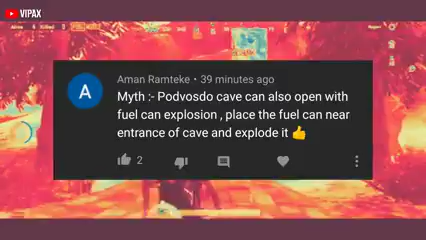 VIPAX
Aman Ramteke • 39 minutes ago
A
Myth :- Podvosdo cave can also open with
fuel can explosion , place the fuel can near
entrance of cave and explode it 👍
2